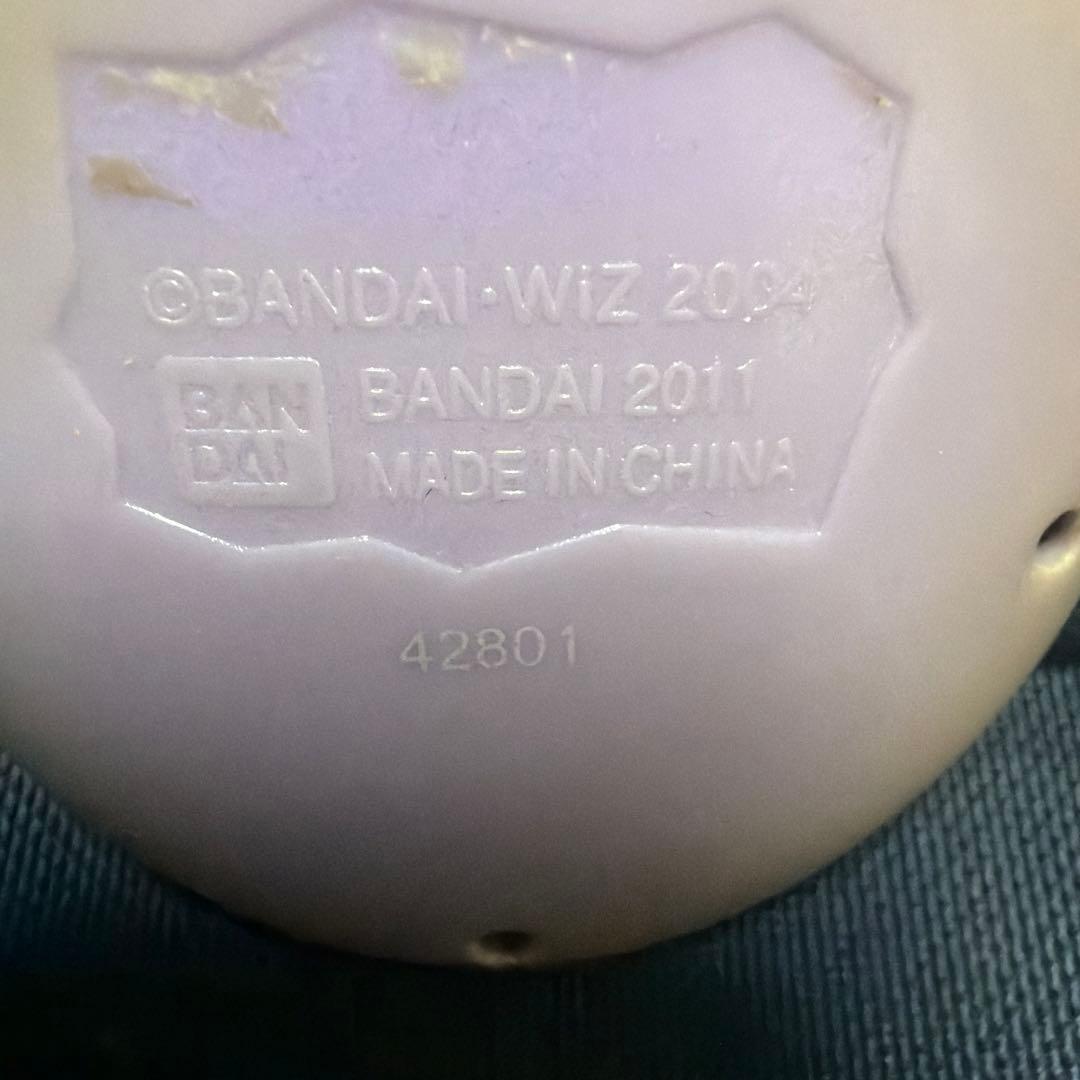 ©BANDAI・WiZ 2004
BAN
DAI
BANDAI 2011
MADE IN CHINA
42801